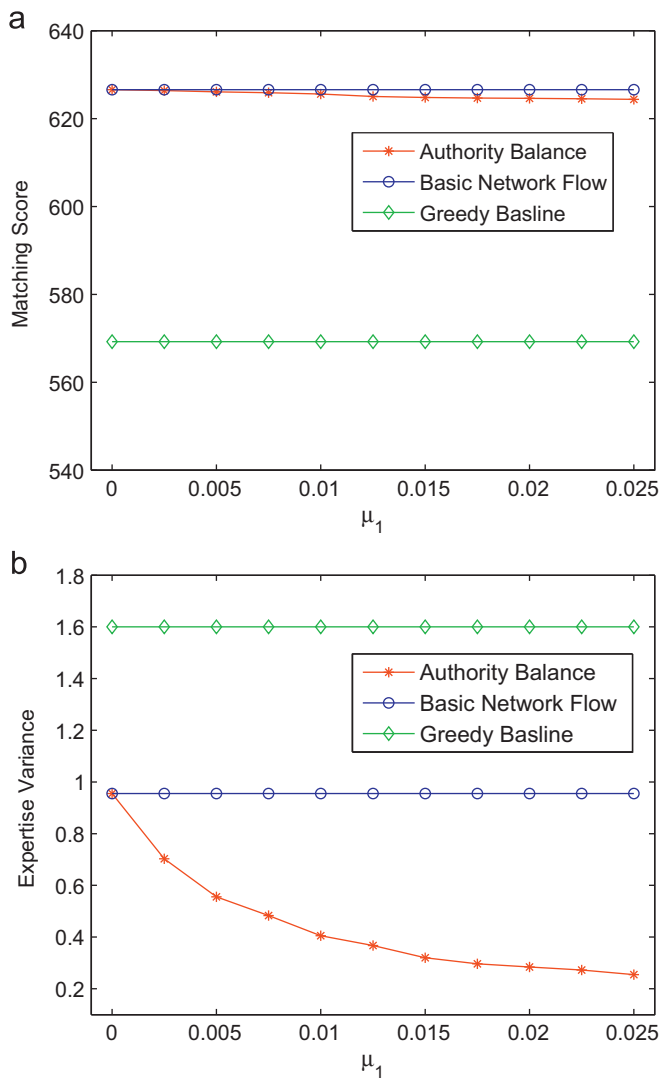 a
640
620
600
580
560
540
Matching Score
Authority Balance
Basic Network Flow
Greedy Basline
0 0.005 0.01 0.015 0.02 0.025
μ1
b
1.8
1.6
1.4
1.2
1
0.8
0.6
0.4
0.2
Expertise Variance
Authority Balance
Basic Network Flow
Greedy Basline
0 0.005 0.01 0.015 0.02 0.025
μ1